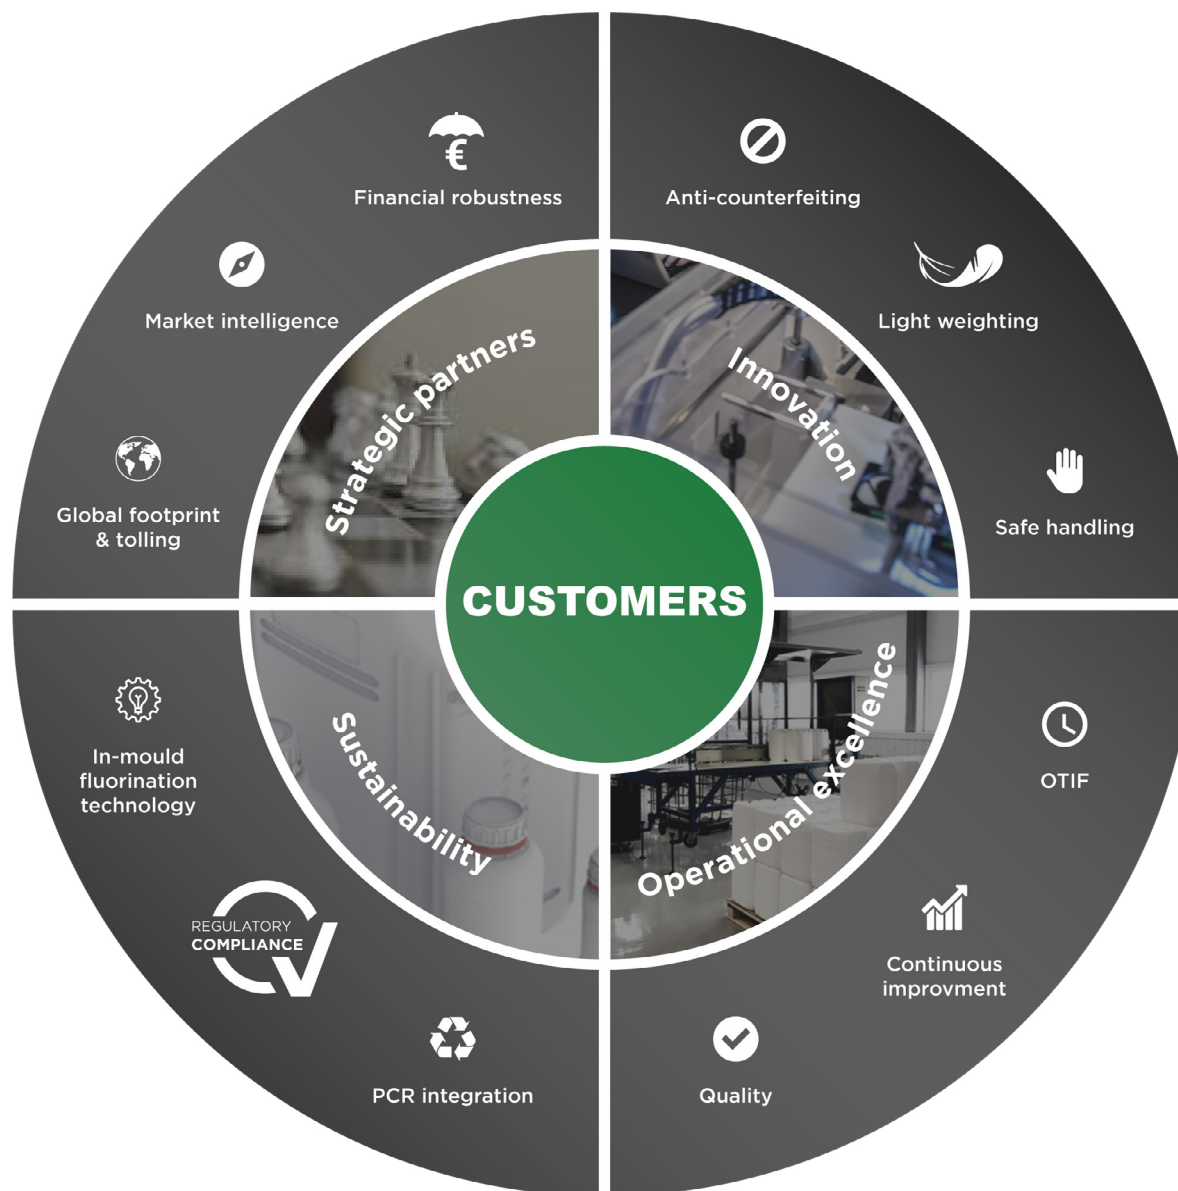 Financial robustness
Market intelligence
Global footprint
& tolling
Strategic partners
Anti-counterfeiting
Light weighting
Safe handling
Innovation
CUSTOMERS
In-mould
fluorination
technology
REGULATORY
COMPLIANCE
PCR integration
Sustainability
OTIF
Continuous
improvment
Quality
Operational excellence
€